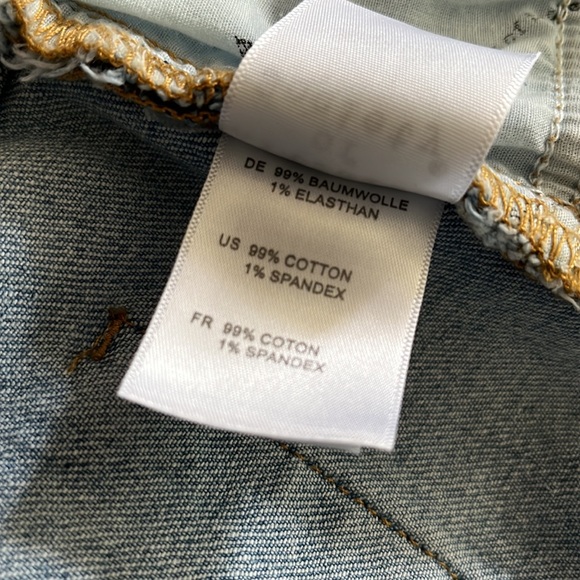 DE 99% BAUMWOLLE
1% ELASTHAN
US 99% COTTON
1% SPANDEX
FR 99% COTON
1% SPANDEX